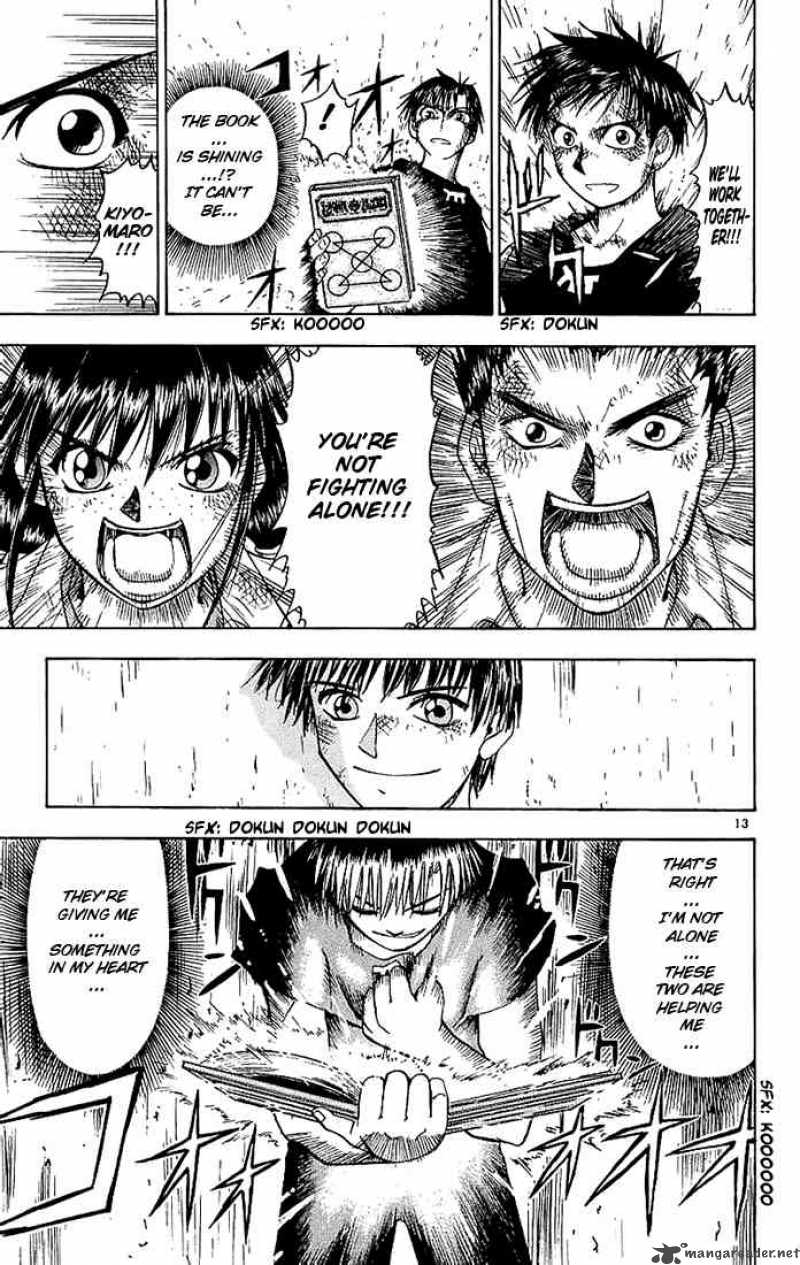 WE'LL
WORK
TOGETH-
ER!!!
SFX: DOKUN
!
THE BOOK
...
IS SHINING
...!?
IT CAN'T
BE...
SFX: KOOOOO
KIYO-
MARO
!!!
YOU'RE
NOT
FIGHTING
ALONE!!!
13
SFX: DOKUN DOKUN DOKUN
THAT'S
RIGHT
...
I'M NOT
ALONE
...
THESE
TWO ARE
HELPING
ME
...
THEY'RE
GIVING ME
...
SOMETHING
IN MY HEART
...
SFX: KOOOOOO
mangareader.net